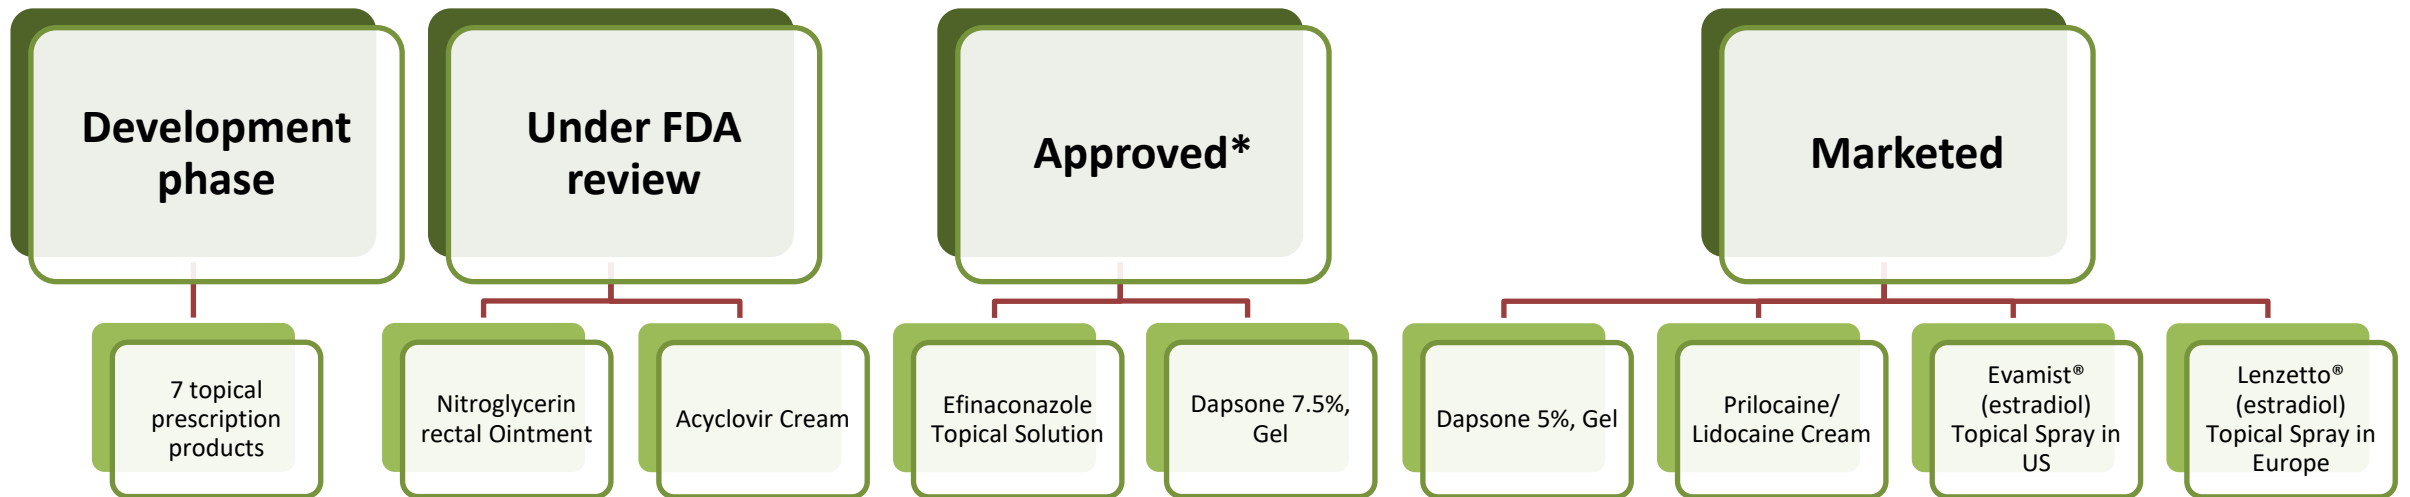 Development
phase
7 topical
prescription
products
Under FDA
review
Nitroglycerin
rectal Ointment
Acyclovir Cream
Approved*
Efinaconazole
Topical Solution
Dapsone 7.5%,
Gel
Marketed
Dapsone 5%, Gel
Prilocaine/
Lidocaine Cream
Evamist®
(estradiol)
Topical Spray in
US
Lenzetto®
(estradiol)
Topical Spray in
Europe